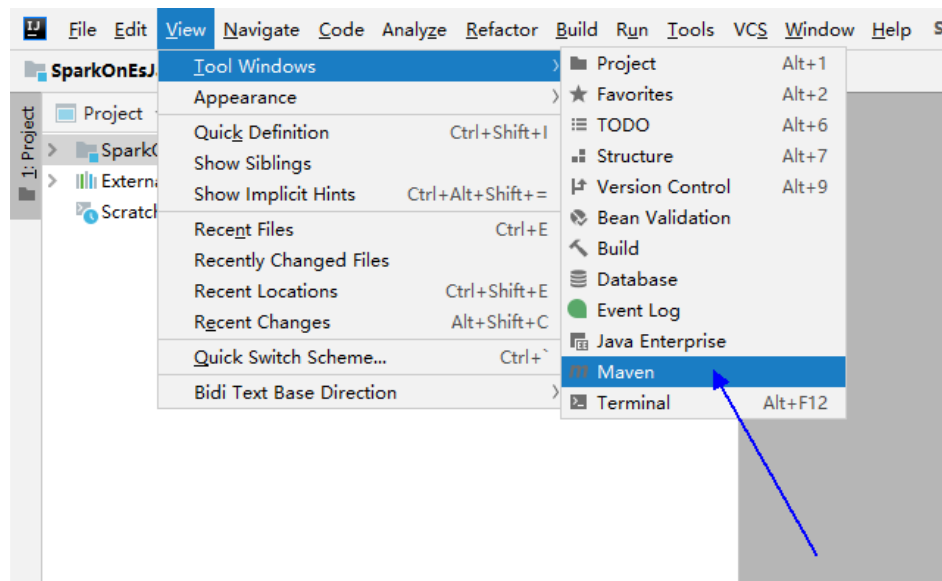 IJ File Edit View Navigate Code Analyze Refactor Build Run Tools VCS Window Help
SparkOnEsJ
1: Project
Project
SparkO
Externa
Scratch
Tool Windows
Appearance
Quick Definition Ctrl+Shift+I
Show Siblings
Show Implicit Hints Ctrl+Alt+Shift+=
Recent Files Ctrl+E
Recently Changed Files
Recent Locations Ctrl+Shift+E
Recent Changes Alt+Shift+C
Quick Switch Scheme... Ctrl+`
Bidi Text Base Direction
Project Alt+1
Favorites Alt+2
TODO Alt+6
Structure Alt+7
Version Control Alt+9
Bean Validation
Build
Database
Event Log
Java Enterprise
Maven
Terminal Alt+F12